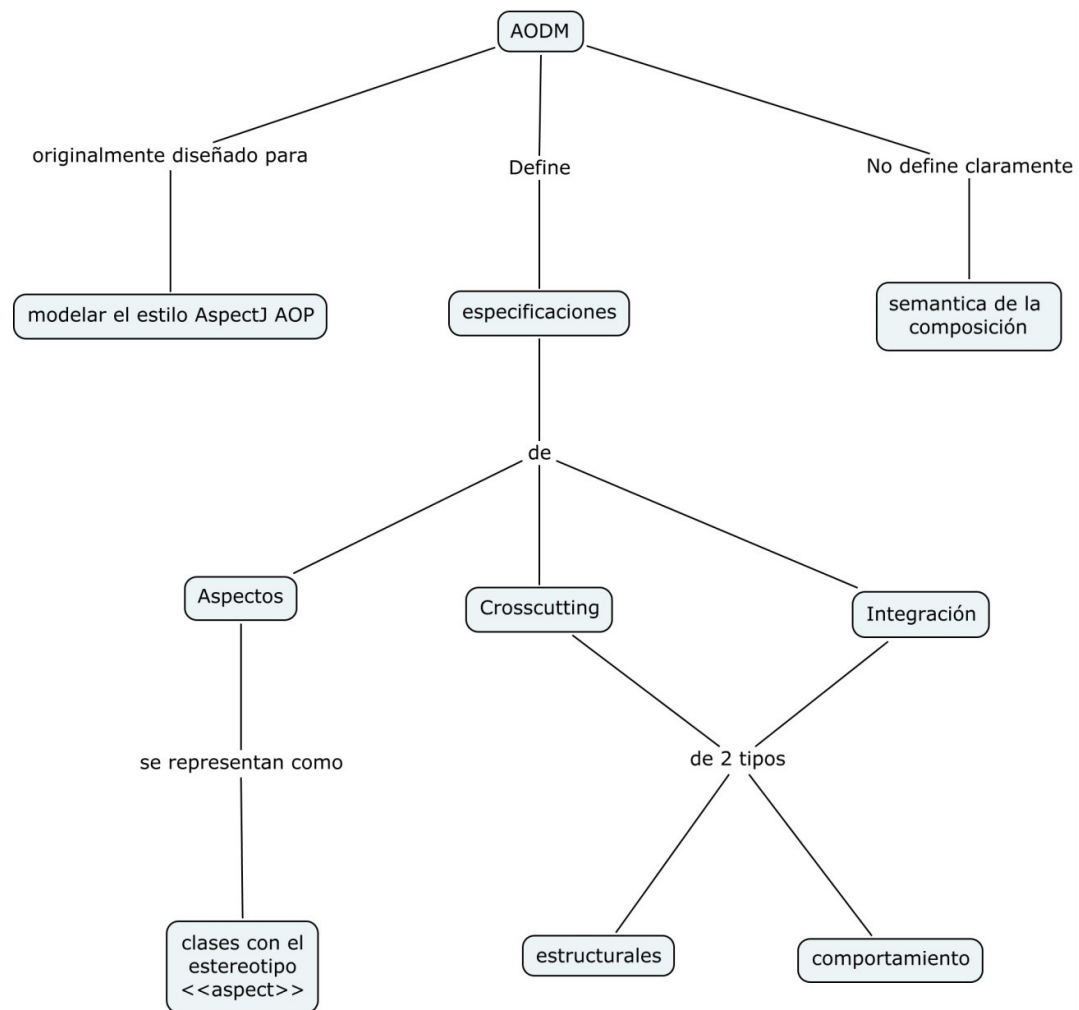 AODM
originalmente diseñado para
Define
No define claramente
modelar el estilo AspectJ AOP
especificaciones
semantica de la
composición
de
Aspectos
Crosscutting
Integración
se representan como
de 2 tipos
clases con el
estereotipo
<<aspect>>
estructurales
comportamiento